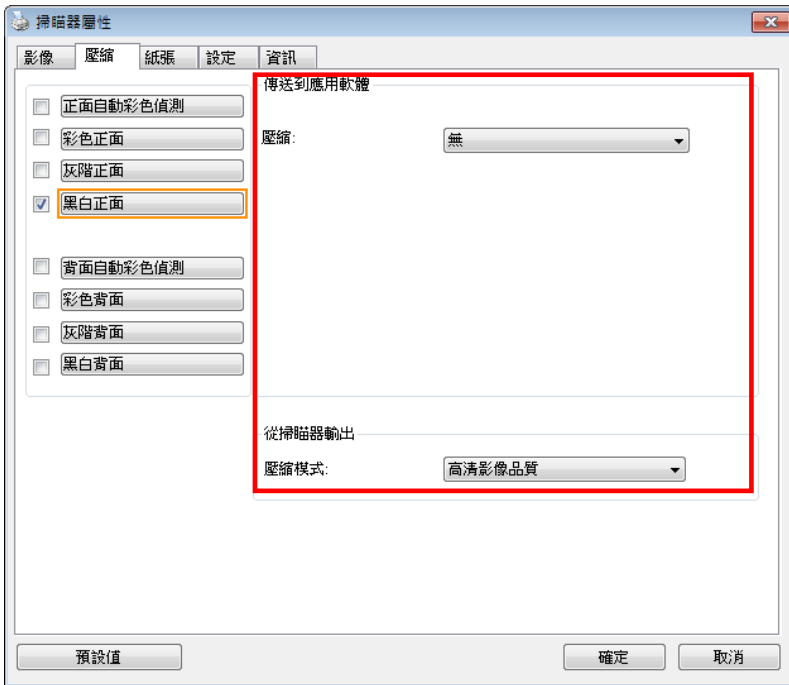 掃瞄器屬性
影像 壓縮 紙張 設定 資訊
正面自動彩色偵測
彩色正面
灰階正面
黑白正面
背面自動彩色偵測
彩色背面
灰階背面
黑白背面
傳送到應用軟體
壓縮: 無
從掃瞄器輸出
壓縮模式: 高清影像品質
預設值 確定 取消